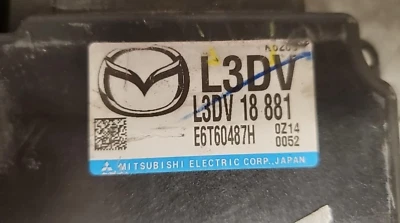 L3DV
L3DV 18 881
E6T60487H 0Z14
0052
MITSUBISHI ELECTRIC CORP., JAPAN